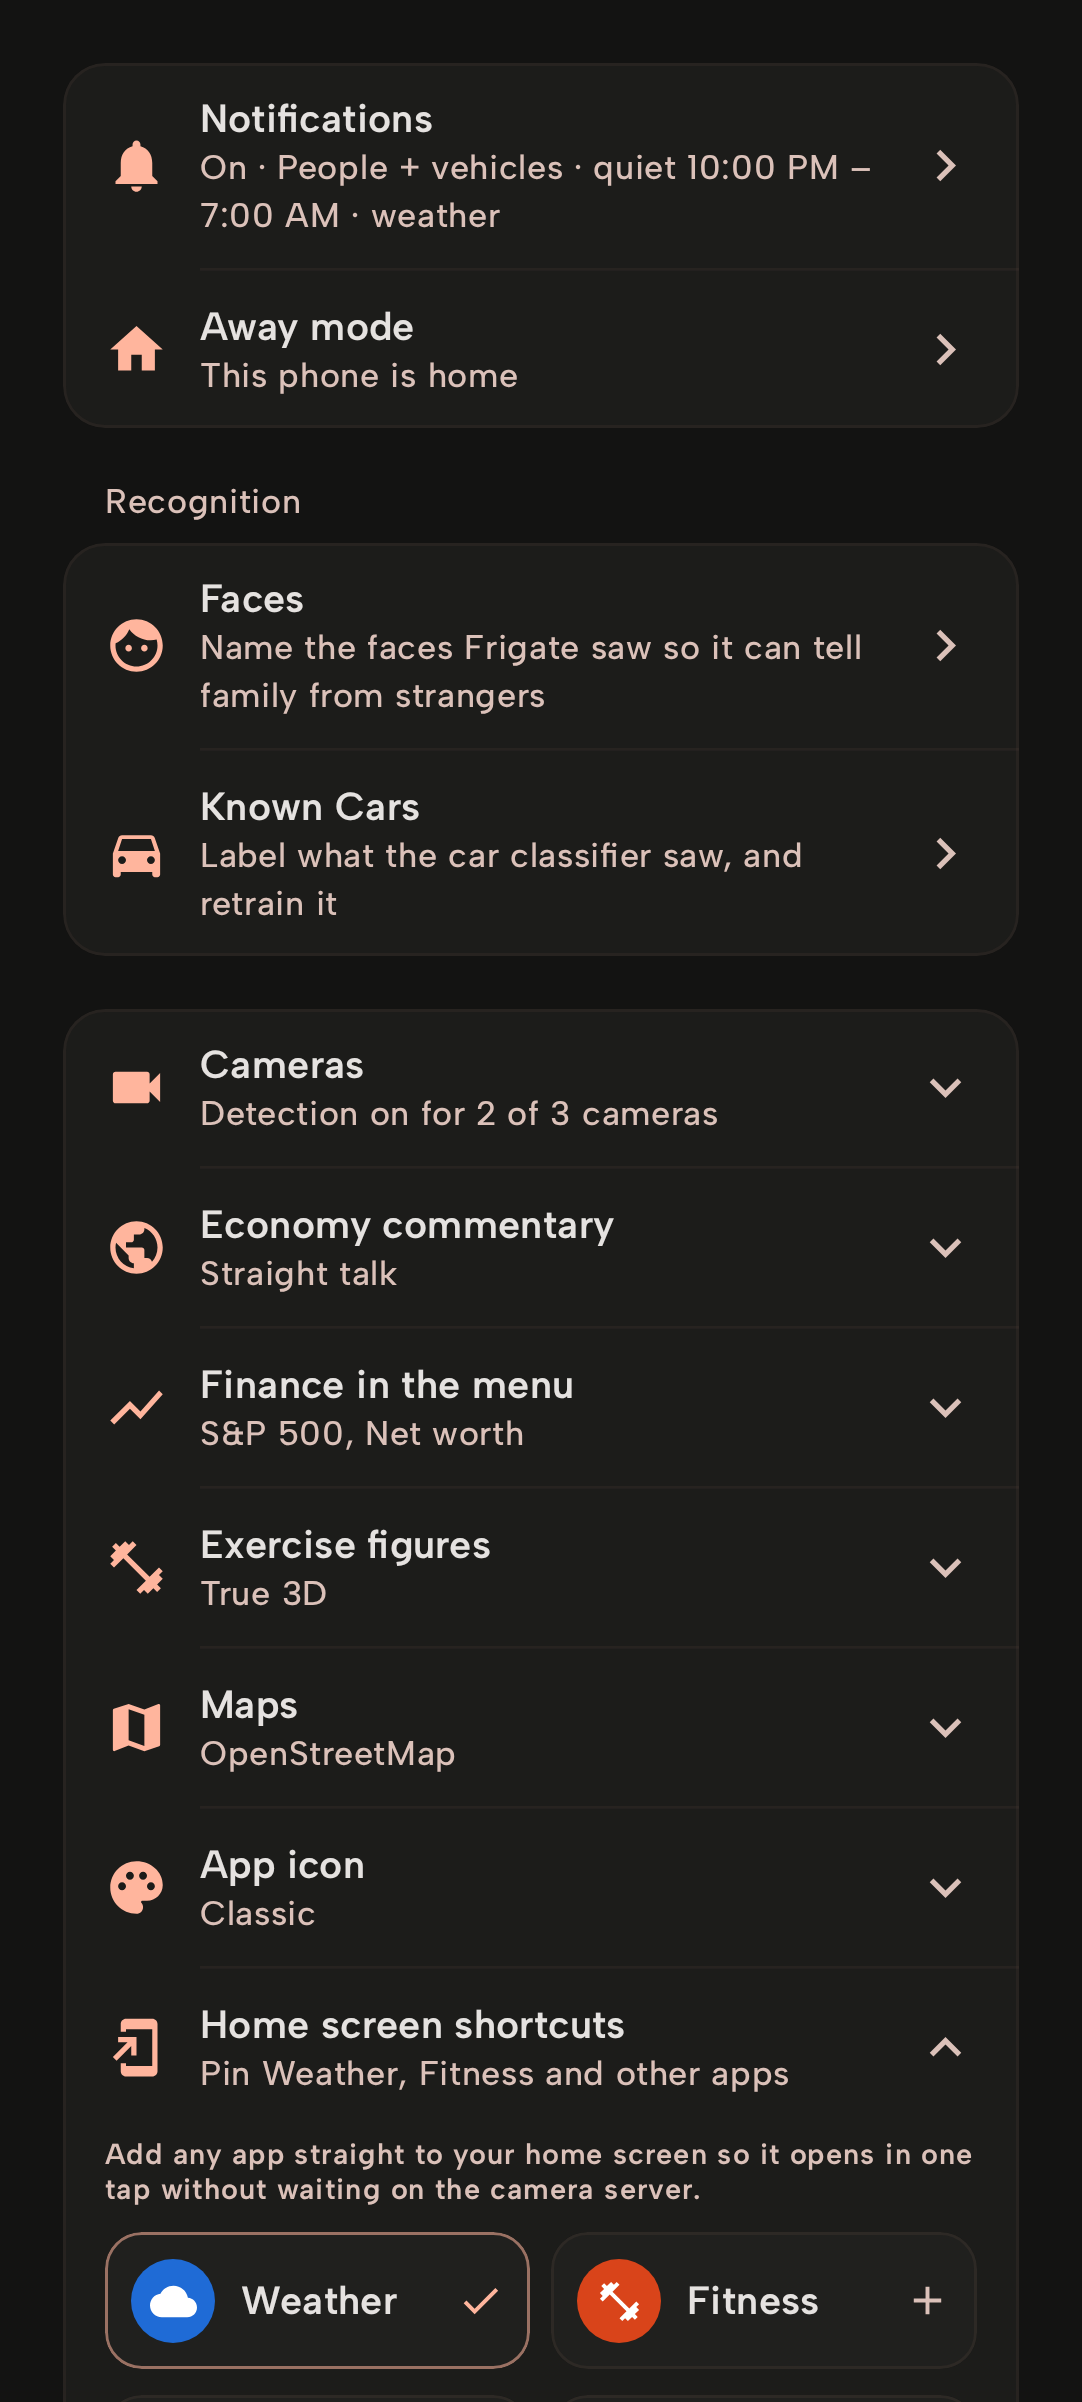 Notifications
On · People + vehicles · quiet 10:00 PM –
7:00 AM · weather
Away mode
This phone is home
Recognition
Faces
Name the faces Frigate saw so it can tell
family from strangers
Known Cars
Label what the car classifier saw, and
retrain it
Cameras
Detection on for 2 of 3 cameras
Economy commentary
Straight talk
Finance in the menu
S&P 500, Net worth
Exercise figures
True 3D
Maps
OpenStreetMap
App icon
Classic
Home screen shortcuts
Pin Weather, Fitness and other apps
Add any app straight to your home screen so it opens in one
tap without waiting on the camera server.
Weather
Fitness